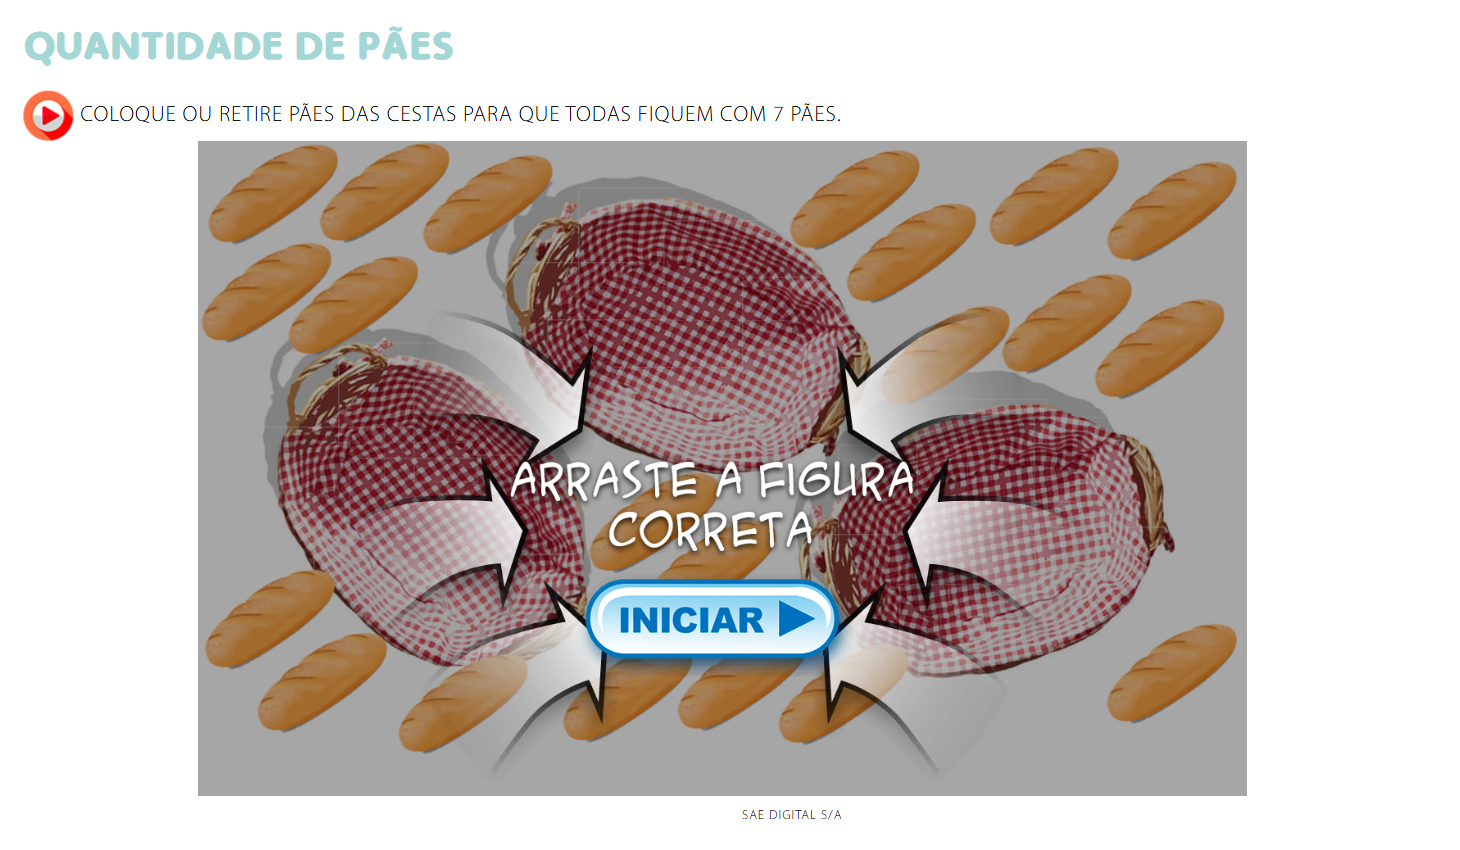 QUANTIDADE DE PÃES
COLOQUE OU RETIRE PÃES DAS CESTAS PARA QUE TODAS FIQUEM COM 7 PÃES.
ARRASTE A FIGURA
CORRETA
INICIAR
SAE DIGITAL S/A